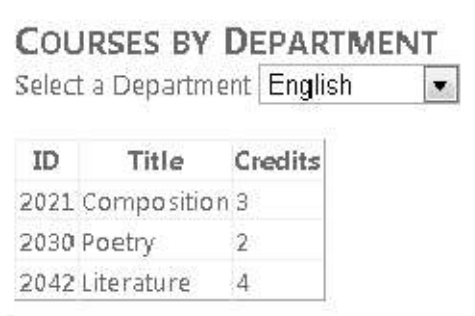 COURSES BY DEPARTMENT
Select a Department English
ID Title Credits
2021 Composition 3
2030 Poetry 2
2042 Literature 4